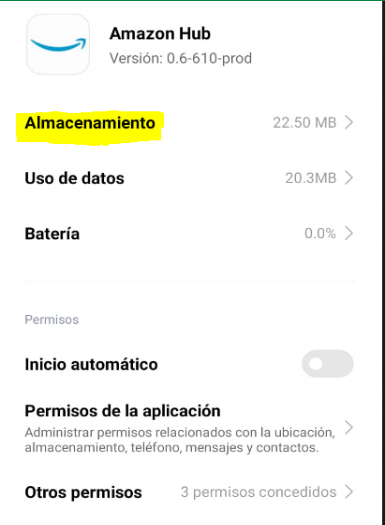 Amazon Hub
Versión: 0.6-610-prod
Almacenamiento 22.50 MB
Uso de datos 20.3MB
Batería 0.0%
Permisos
Inicio automático
Permisos de la aplicación
Administrar permisos relacionados con la ubicación,
almacenamiento, teléfono, mensajes y contactos.
Otros permisos 3 permisos concedidos